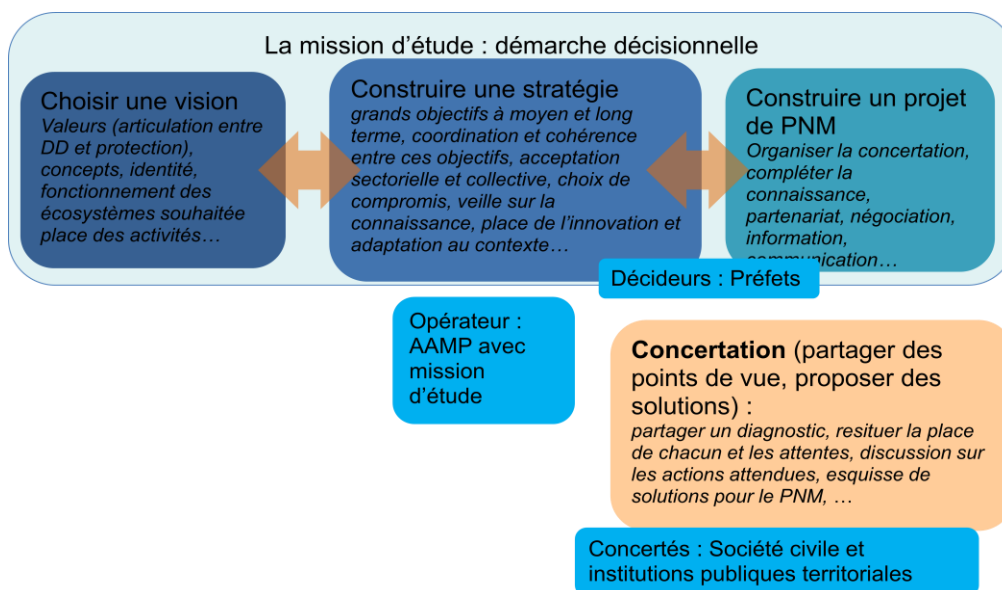 La mission d'étude : démarche décisionnelle
Choisir une vision
Valeurs (articulation entre
DD et protection),
concepts, identité,
fonctionnement des
écosystèmes souhaitée
place des activités…
Construire une stratégie
grands objectifs à moyen et long
terme, coordination et cohérence
entre ces objectifs, acceptation
sectorielle et collective, choix de
compromis, veille sur la
connaissance, place de l'innovation et
adaptation au contexte…
Construire un projet
de PNM
Organiser la concertation,
compléter la
connaissance,
partenariat, négociation,
information,
communication…
Décideurs : Préfets
Opérateur :
AAMP avec
mission
d'étude
Concertation (partager des
points de vue, proposer des
solutions) :
partager un diagnostic, resituer la place
de chacun et les attentes, discussion sur
les actions attendues, esquisse de
solutions pour le PNM, …
Concertés : Société civile et
institutions publiques territoriales